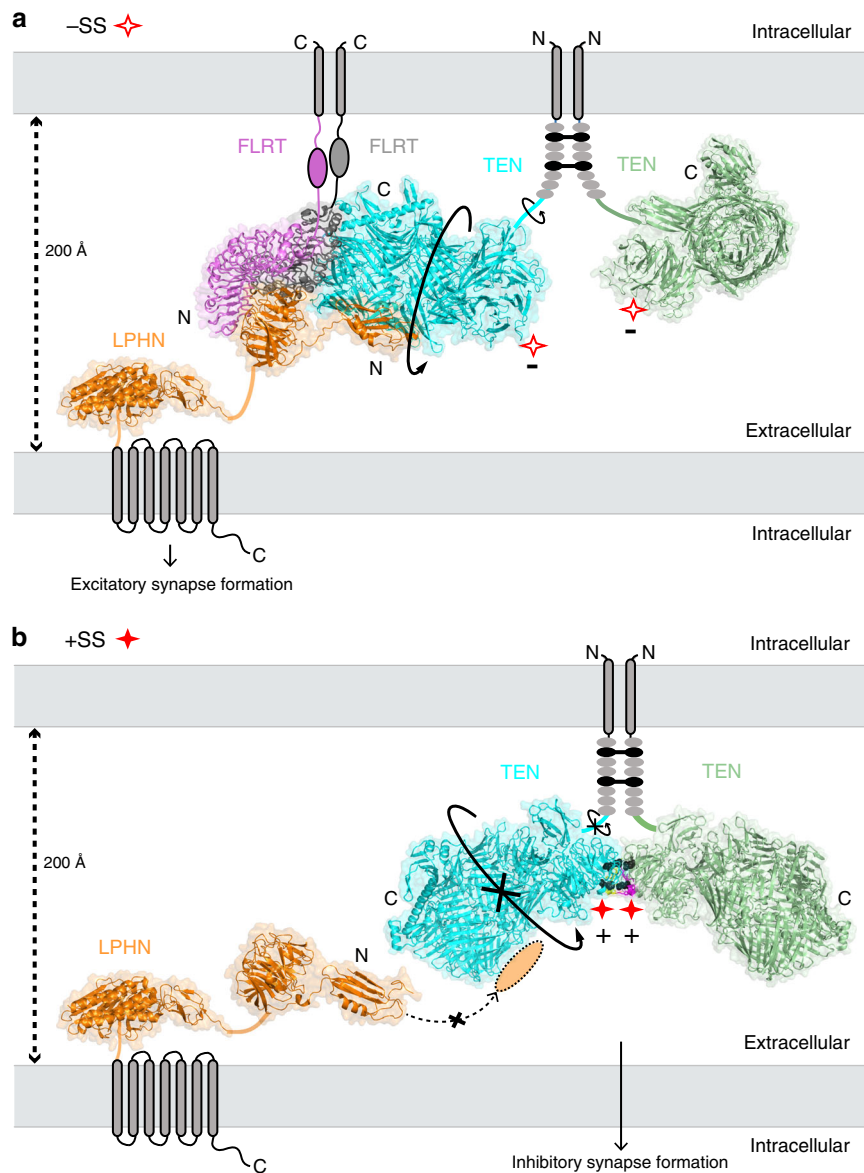 a
–SS
C C
N N
Intracellular
FLRT
FLRT
TEN
TEN
C
C
200 Å
N
LPHN
N
-
-
Extracellular
Intracellular
C
Excitatory synapse formation
b
+SS
N N
Intracellular
TEN
TEN
200 Å
C
C
LPHN
N
+ +
Extracellular
C
Inhibitory synapse formation
Intracellular